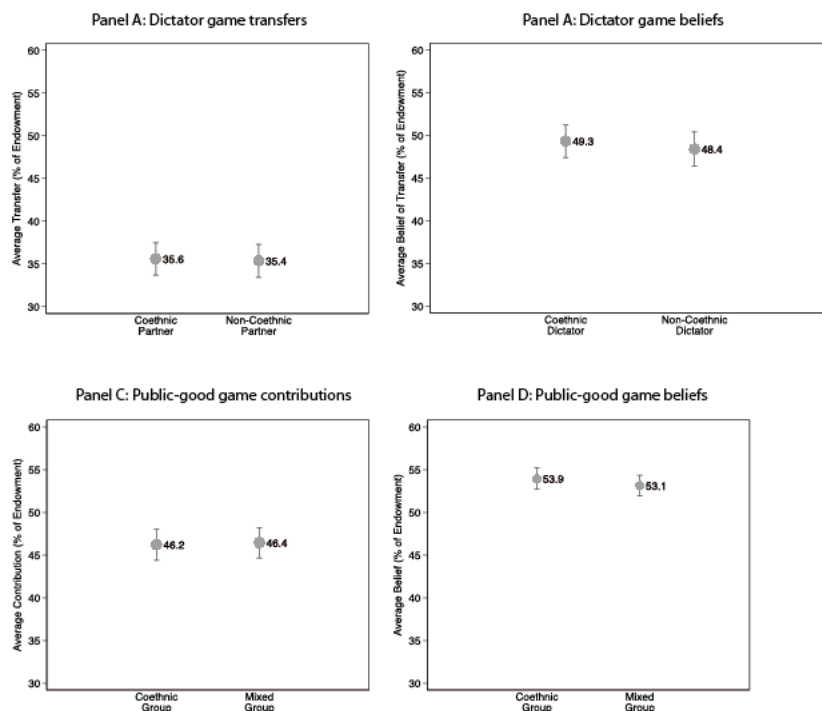 Panel A: Dictator game transfers
Average Transfer (% of Endowment)
60
55
50
45
40
35
30
35.6
35.4
Coethnic
Partner
Non-Coethnic
Partner
Panel A: Dictator game beliefs
Average Belief of Transfer (% of Endowment)
60
55
50
45
40
35
30
49.3
48.4
Coethnic
Dictator
Non-Coethnic
Dictator
Panel C: Public-good game contributions
Average Contribution (% of Endowment)
60
55
50
45
40
35
30
46.2
46.4
Coethnic
Group
Mixed
Group
Panel D: Public-good game beliefs
Average Belief (% of Endowment)
60
55
50
45
40
35
30
53.9
53.1
Coethnic
Group
Mixed
Group